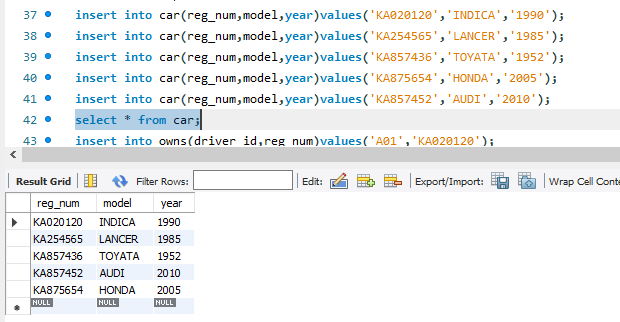 37 insert into car(reg_num,model,year)values('KA020120','INDICA','1990');
38 insert into car(reg_num,model,year)values('KA254565','LANCER','1985');
39 insert into car(reg_num,model,year)values('KA857436','TOYATA','1952');
40 insert into car(reg_num,model,year)values('KA875654','HONDA','2005');
41 insert into car(reg_num,model,year)values('KA857452','AUDI','2010');
42 select * from car;
43 insert into owns(driver_id,reg_num)values('A01','KA020120');
Result Grid Filter Rows: Edit: Export/Import: Wrap Cell Conte
reg_num model year
KA020120 INDICA 1990
KA254565 LANCER 1985
KA857436 TOYATA 1952
KA857452 AUDI 2010
KA875654 HONDA 2005
NULL NULL NULL